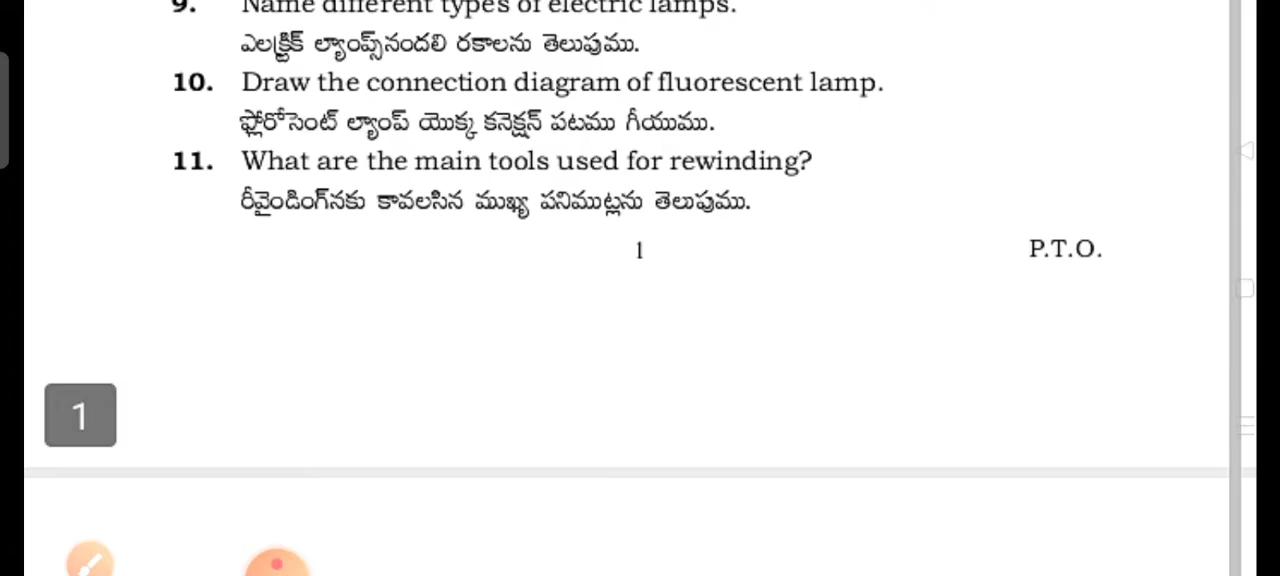 9. Name different types of electric lamps.
ఎలక్ట్రిక్ ల్యాంప్స్‌నందలి రకాలను తెలుపుము.
10. Draw the connection diagram of fluorescent lamp.
ఫ్లోరోసెంట్ ల్యాంప్ యొక్క కనెక్షన్ పటము గీయుము.
11. What are the main tools used for rewinding?
రీవైండింగ్‌నకు కావలసిన ముఖ్య పనిముట్లను తెలుపుము.
1 P.T.O.
1